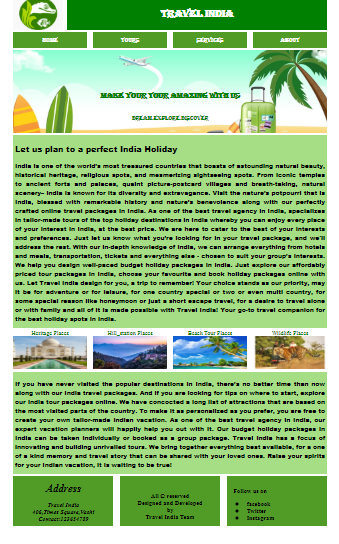 TRAVEL INDIA
HOME TOURS SERVICES ABOUT
MAKE YOUR TOUR AMAZING WITH US
DREAM.EXPLORE.DISCOVER
Let us plan to a perfect India Holiday
India is one of the world's most treasured countries that boasts of astounding natural beauty,
historical heritage, religious spots, and mesmerizing sightseeing spots. From iconic temples
to ancient forts and palaces, quaint picture-postcard villages and breath-taking, natural
scenery- India is known for its diversity and extravagance. Visit the nature's potpourri that is
India, blessed with remarkable history and nature's benevolence along with our perfectly
crafted online travel packages in India. As one of the best travel agency in India, specializes
in tailor-made tours of the top holiday destinations in India whereby you can enjoy every place
of your interest in India, at the best price. We are here to cater to the best of your interests
and preferences. Just let us know what you're looking for in your travel package, and we'll
address the rest. With our in-depth knowledge of India, we can arrange everything from hotels
and meals, transportation, tickets and everything else - chosen to suit your group's interests.
We help you design well-paced budget holiday packages in India. Just explore our affordably
priced tour packages in India, choose your favourite and book holiday packages online with
us. Let Travel India design for you, a trip to remember! Your choice stands as our priority, may
it be for adventure or for leisure, for one country special or two or even multi country, for
some special reason like honeymoon or just a short escape travel, for a desire to travel alone
or with family and all of it is made possible with Travel India! Your go-to travel companion for
the best holiday spots in India.
Heritage Places Hill_station Places Beach Tour Places Wildlife Places
If you have never visited the popular destinations in India, there's no better time than now
along with our India travel packages. And if you are looking for tips on where to start, explore
our India tour packages online. We have concocted a long list of attractions that are based on
the most visited parts of the country. To make it as personalized as you prefer, you are free to
create your own tailor-made Indian vacation. As one of the best travel agency in India, our
expert vacation planners will happily help you out with it. Our budget holiday packages in
India can be taken individually or booked as a group package. Travel India has a focus of
innovating and building unrivalled tours. We bring together everything best available, for a one
of a kind memory and travel story that can be shared with your loved ones. Raise your spirits
for your Indian vacation, it is waiting to be true!
Address
Travel India
406,Times Square,Vashi
Contact:123654789
All © reserved
Designed and Developed
by
Travel India Team
Follow us on
facebook
Twitter
Instagram